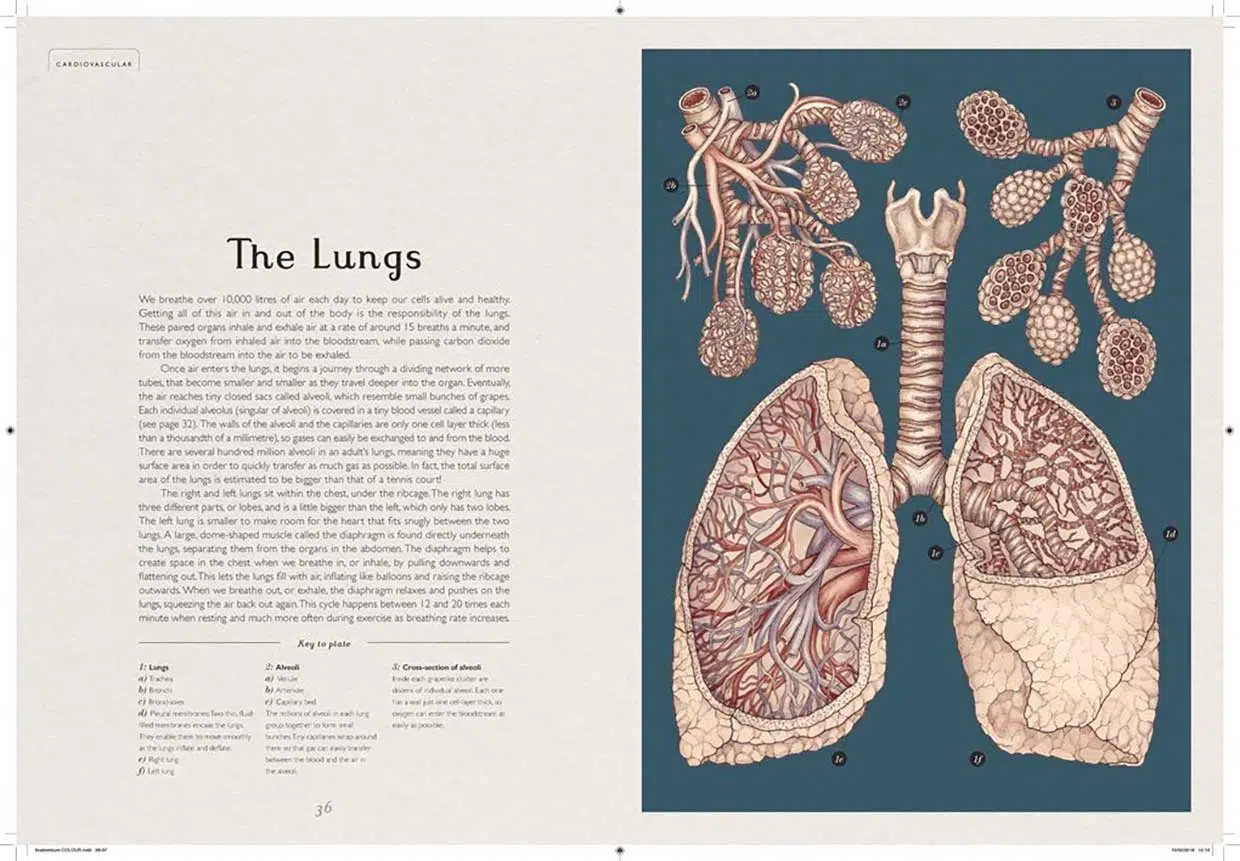 CARDIOVASCULAR
The Lungs
We breathe over 10,000 litres of air each day to keep our cells alive and healthy.
Getting all of this air in and out of the body is the responsibility of the lungs.
These paired organs inhale and exhale air at a rate of around 15 breaths a minute, and
transfer oxygen from inhaled air into the bloodstream, while passing carbon dioxide
from the bloodstream into the air to be exhaled.
Once air enters the lungs, it begins a journey through a dividing network of more
tubes, that become smaller and smaller as they travel deeper into the organ. Eventually,
the air reaches tiny closed sacs called alveoli, which resemble small bunches of grapes.
Each individual alveolus (singular of alveoli) is covered in a tiny blood vessel called a capillary
(see page 32). The walls of the alveoli and the capillaries are only one cell layer thick (less
than a thousandth of a millimetre), so gases can easily be exchanged to and from the blood.
There are several hundred million alveoli in an adult's lungs, meaning they have a huge
surface area in order to quickly transfer as much gas as possible. In fact, the total surface
area of the lungs is estimated to be bigger than that of a tennis court!
The right and left lungs sit within the chest, under the ribcage. The right lung has
three different parts, or lobes, and is a little bigger than the left, which only has two lobes.
The left lung is smaller to make room for the heart that fits snugly between the two
lungs. A large, dome-shaped muscle called the diaphragm is found directly underneath
the lungs, separating them from the organs in the abdomen. The diaphragm helps to
create space in the chest when we breathe in, or inhale, by pulling downwards and
flattening out. This lets the lungs fill with air, inflating like balloons and raising the ribcage
outwards. When we breathe out, or exhale, the diaphragm relaxes and pushes on the
lungs, squeezing the air back out again. This cycle happens between 12 and 20 times each
minute when resting and much more often during exercise as breathing rate increases.
Key to plate
1: Lungs
a) Trachea
b) Bronchi
c) Bronchioles
d) Pleural membranes: Two thin, fluid-
filled membranes encase the lungs.
They enable them to move smoothly
as the lungs inflate and deflate.
e) Right lung
f) Left lung
2: Alveoli
a) Venule
b) Arteriole
c) Capillary bed
The millions of alveoli in each lung
group together to form small
bunches. Tiny capillaries wrap around
them so that gas can easily transfer
between the blood and the air in
the alveoli.
3: Cross-section of alveoli
Inside each grapelike cluster are
dozens of individual alveoli. Each one
has a wall just one cell-layer thick, so
oxygen can enter the bloodstream as
easily as possible.
36
2a
2c
3
2b
1a
1b
1c
1d
1e
1f